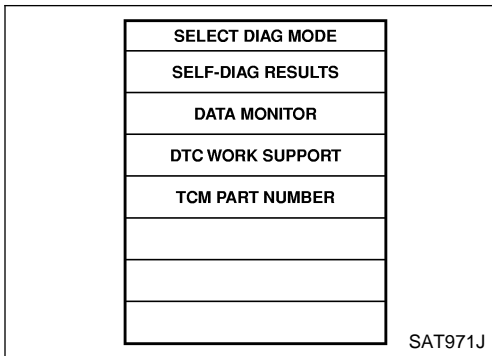 SELECT DIAG MODE
SELF-DIAG RESULTS
DATA MONITOR
DTC WORK SUPPORT
TCM PART NUMBER
SAT971J